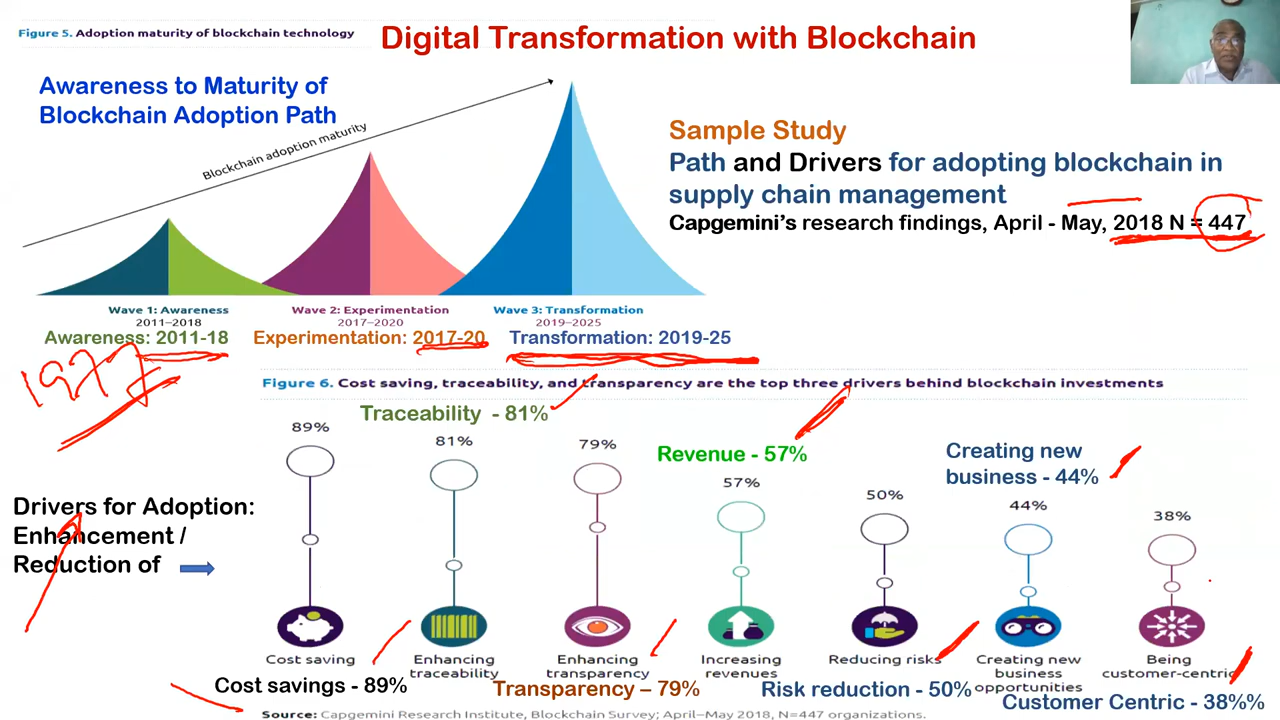 Figure 5. Adoption maturity of blockchain technology
Digital Transformation with Blockchain
Awareness to Maturity of
Blockchain Adoption Path
Blockchain adoption maturity
Sample Study
Path and Drivers for adopting blockchain in
supply chain management
Capgemini's research findings, April - May, 2018 N = 447
Wave 1: Awareness
2011–2018
Wave 2: Experimentation
2017–2020
Wave 3: Transformation
2019–2025
Awareness: 2011-18
Experimentation: 2017-20
Transformation: 2019-25
1977
Figure 6. Cost saving, traceability, and transparency are the top three drivers behind blockchain investments
Traceability - 81%
Revenue - 57%
Creating new
business - 44%
89%
81%
79%
57%
50%
44%
38%
Drivers for Adoption:
Enhancement /
Reduction of
Cost saving
Enhancing
traceability
Enhancing
transparency
Increasing
revenues
Reducing risks
Creating new
business
opportunities
Being
customer-centric
Cost savings - 89%
Transparency – 79%
Risk reduction - 50%
Customer Centric - 38%%
Source: Capgemini Research Institute, Blockchain Survey; April–May 2018, N=447 organizations.